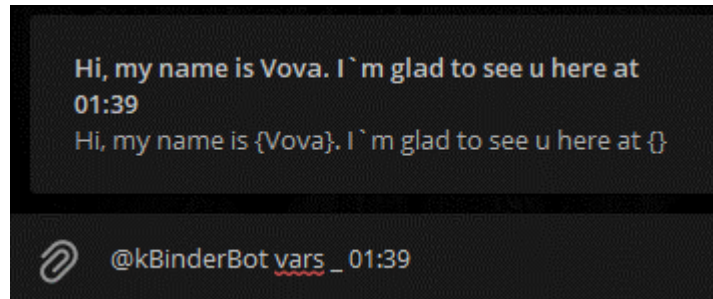 Hi, my name is Vova. I`m glad to see u here at
01:39
Hi, my name is {Vova}. I`m glad to see u here at {}
@kBinderBot vars _ 01:39